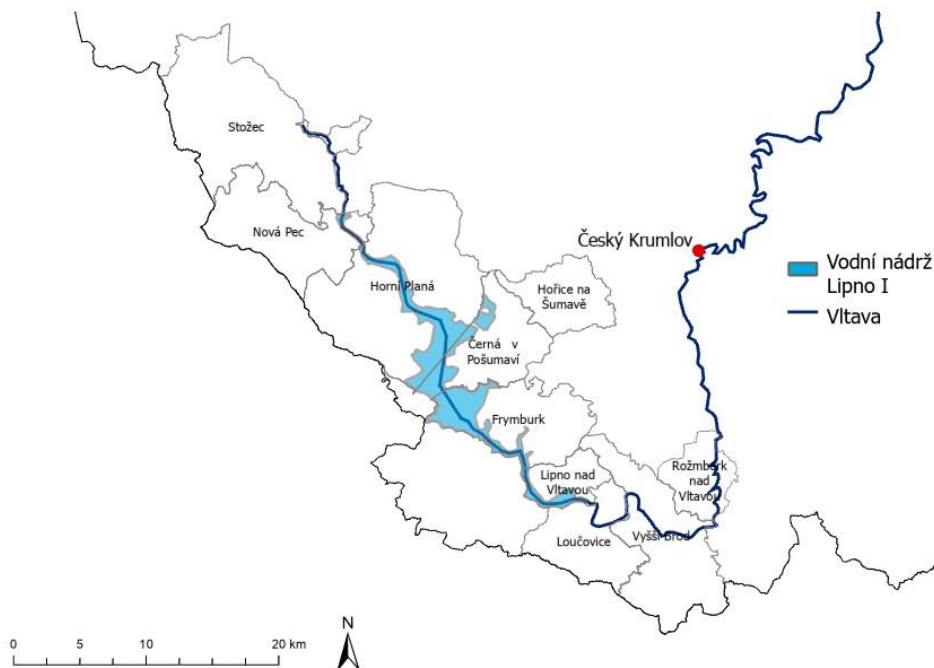 Stožec
Nová Pec
Český Krumlov
Vodní nádrž
Lipno I
Vltava
Horní Planá
Hořice na
Šumavě
Černá v
Pošumaví
Frymburk
Lipno nad
Vltavou
Rožmberk
nad
Vltavou
Loučovice
Vyšší Brod
N
0 5 10 20 km